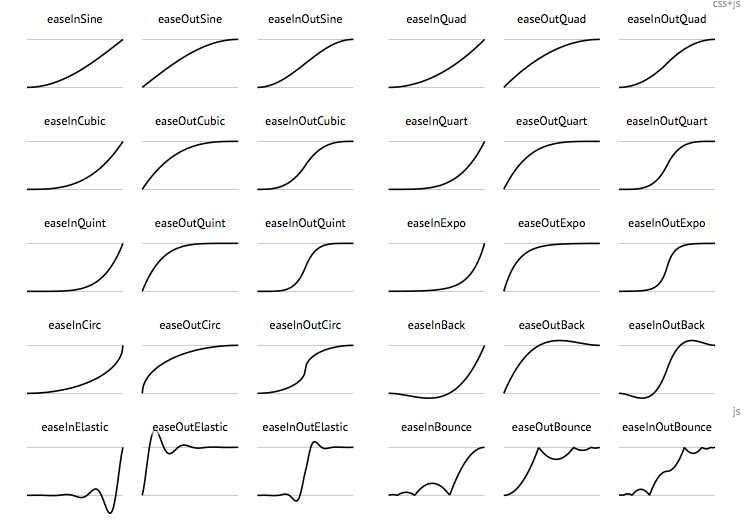 css+js
easeInSine easeOutSine easeInOutSine easeInQuad easeOutQuad easeInOutQuad
easeInCubic easeOutCubic easeInOutCubic easeInQuart easeOutQuart easeInOutQuart
easeInQuint easeOutQuint easeInOutQuint easeInExpo easeOutExpo easeInOutExpo
easeInCirc easeOutCirc easeInOutCirc easeInBack easeOutBack easeInOutBack
js
easeInElastic easeOutElastic easeInOutElastic easeInBounce easeOutBounce easeInOutBounce